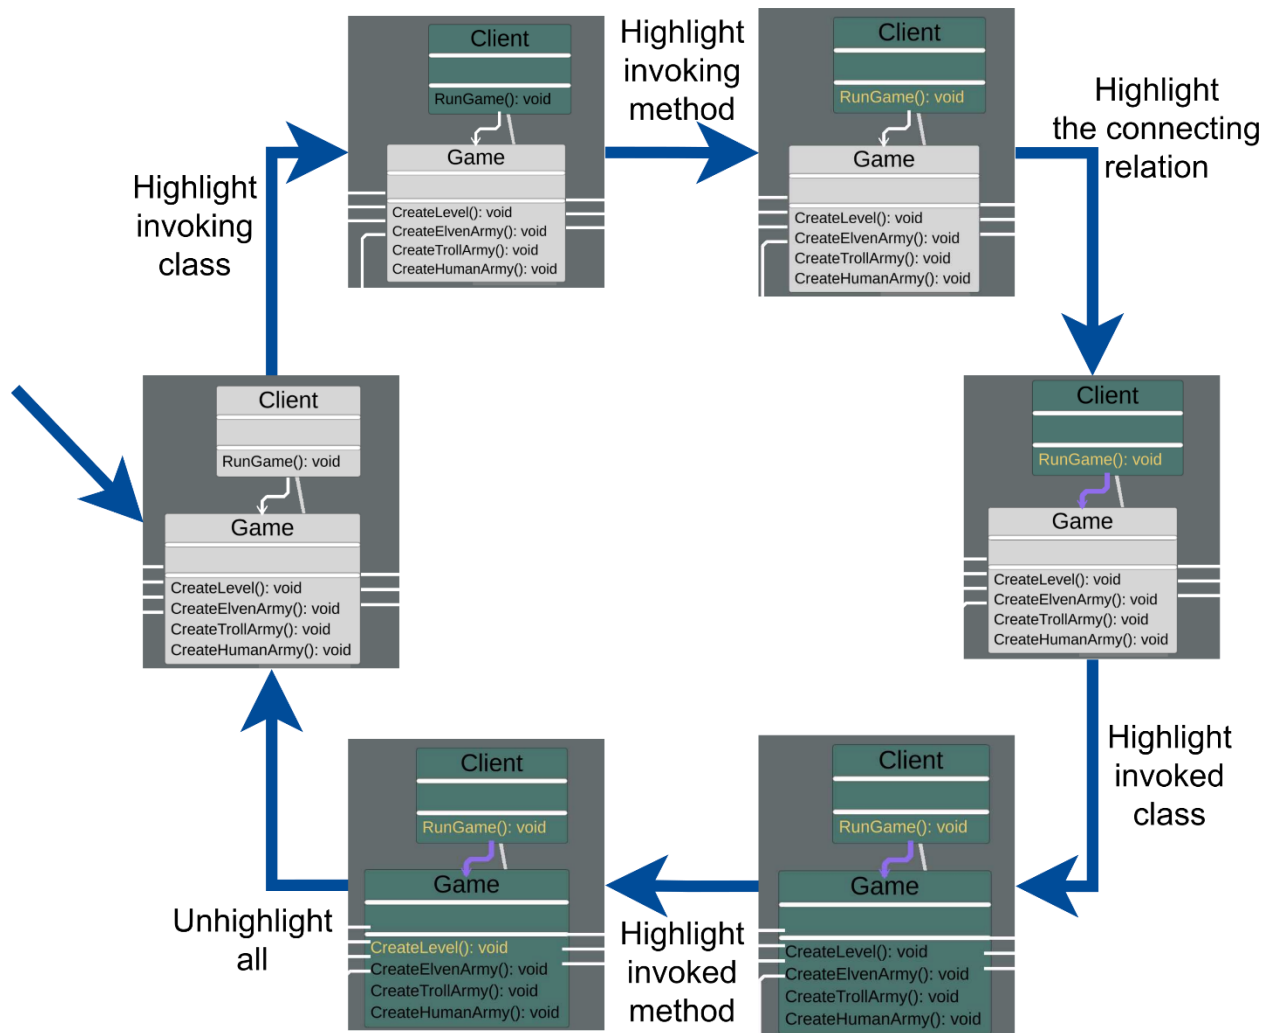 Client
RunGame(): void
Game
CreateLevel(): void
CreateElvenArmy(): void
CreateTrollArmy(): void
CreateHumanArmy(): void
Highlight
invoking
method
Client
RunGame(): void
Game
CreateLevel(): void
CreateElvenArmy(): void
CreateTrollArmy(): void
CreateHumanArmy(): void
Highlight
the connecting
relation
Highlight
invoking
class
Client
RunGame(): void
Game
CreateLevel(): void
CreateElvenArmy(): void
CreateTrollArmy(): void
CreateHumanArmy(): void
Client
RunGame(): void
Game
CreateLevel(): void
CreateElvenArmy(): void
CreateTrollArmy(): void
CreateHumanArmy(): void
Highlight
invoked
class
Client
RunGame(): void
Game
CreateLevel(): void
CreateElvenArmy(): void
CreateTrollArmy(): void
CreateHumanArmy(): void
Highlight
invoked
method
Client
RunGame(): void
Game
CreateLevel(): void
CreateElvenArmy(): void
CreateTrollArmy(): void
CreateHumanArmy(): void
Unhighlight
all